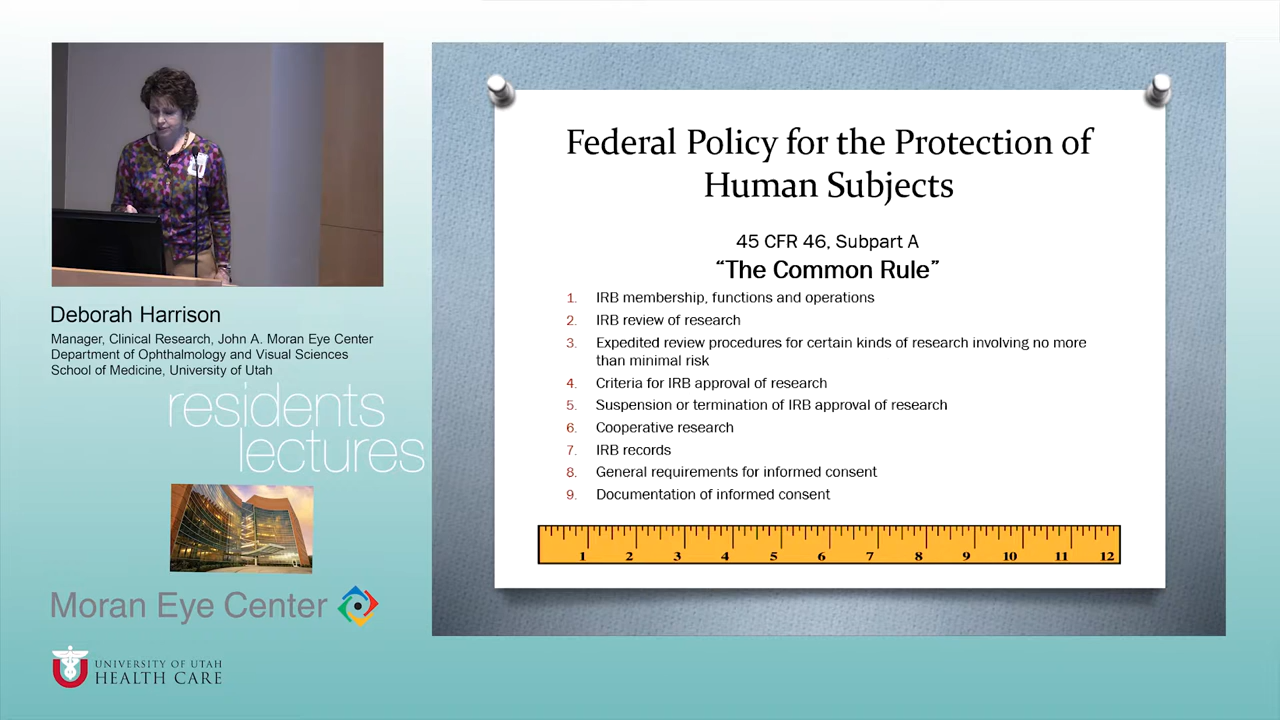 Deborah Harrison
Manager, Clinical Research, John A. Moran Eye Center
Department of Ophthalmology and Visual Sciences
School of Medicine, University of Utah
residents
lectures
Moran Eye Center
U
UNIVERSITY OF UTAH
HEALTH CARE
Federal Policy for the Protection of
Human Subjects
45 CFR 46, Subpart A
“The Common Rule”
1. IRB membership, functions and operations
2. IRB review of research
3. Expedited review procedures for certain kinds of research involving no more
than minimal risk
4. Criteria for IRB approval of research
5. Suspension or termination of IRB approval of research
6. Cooperative research
7. IRB records
8. General requirements for informed consent
9. Documentation of informed consent
1 2 3 4 5 6 7 8 9 10 11 12